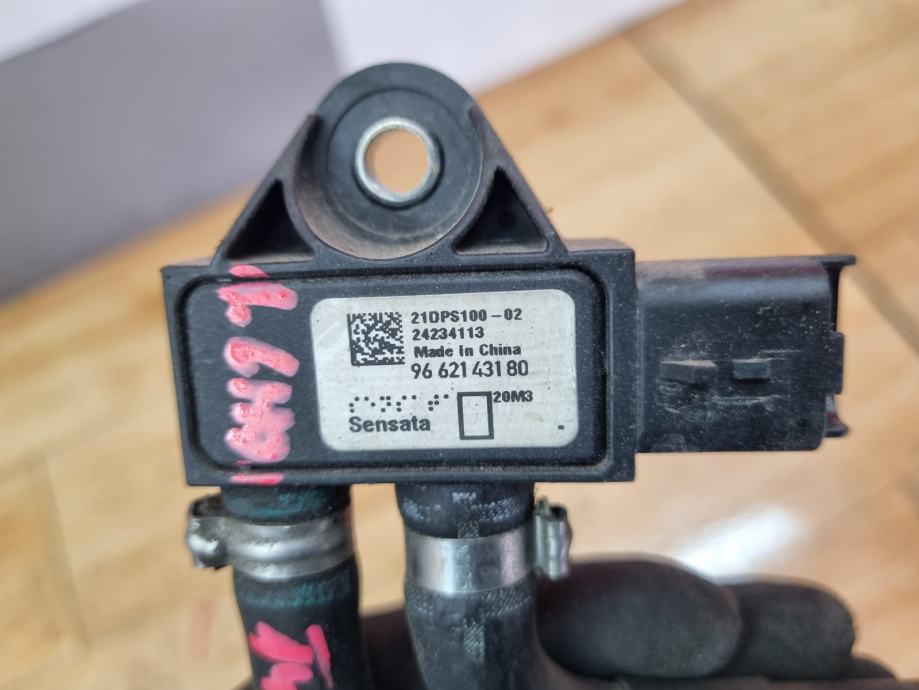 21DPS100-02
24234113
Made in China
96 621 431 80
20M3
Sensata